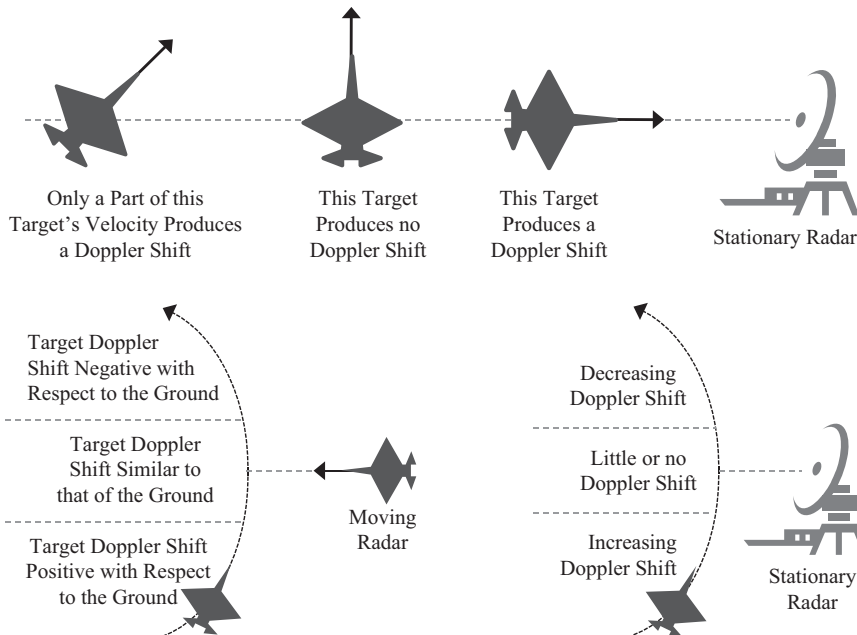 Only a Part of this
Target's Velocity Produces
a Doppler Shift
This Target
Produces no
Doppler Shift
This Target
Produces a
Doppler Shift
Stationary Radar
Target Doppler
Shift Negative with
Respect to the Ground
Target Doppler
Shift Similar to
that of the Ground
Target Doppler Shift
Positive with Respect
to the Ground
Moving
Radar
Decreasing
Doppler Shift
Little or no
Doppler Shift
Increasing
Doppler Shift
Stationary
Radar